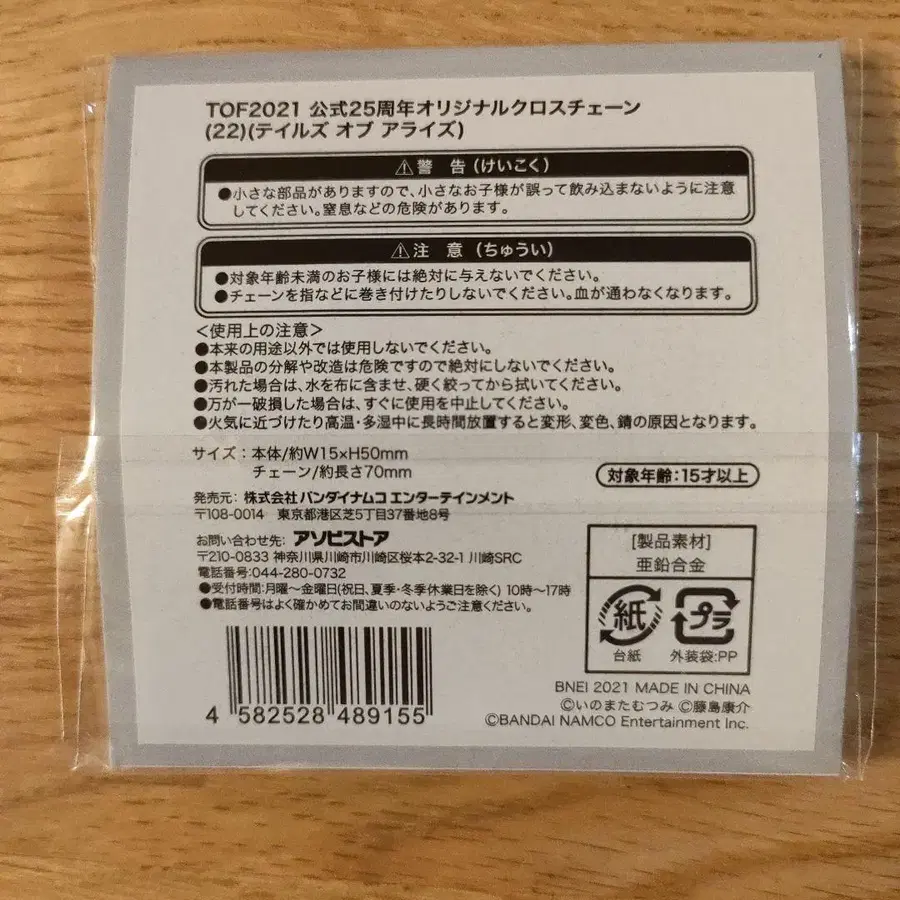 TOF2021 公式25周年オリジナルクロスチェーン
(22)(テイルズ オブ アライズ)
⚠警 告 (けいこく)
●小さな部品がありますので、小さなお子様が誤って飲み込まないように注意
してください。窒息などの危険があります。
⚠注 意 (ちゅうい)
●対象年齢未満のお子様には絶対に与えないでください。
●チェーンを指などに巻き付けたりしないでください。血が通わなくなります。
＜使用上の注意＞
●本来の用途以外では使用しないでください。
●本製品の分解や改造は危険ですので絶対にしないでください。
●汚れた場合は、水を布に含ませ、硬く絞ってから拭いてください。
●万が一破損した場合は、すぐに使用を中止してください。
●火気に近づけたり高温・多湿中に長時間放置すると変形、変色、錆の原因となります。
サイズ：本体/約W15×H50mm
チェーン/約長さ70mm
対象年齢：15才以上
発売元：株式会社バンダイナムコ エンターテインメント
〒108-0014 東京都港区芝5丁目37番地8号
お問い合わせ先：アソビストア
〒210-0833 神奈川県川崎市川崎区桜本2-32-1 川崎SRC
電話番号:044-280-0732
●受付時間:月曜～金曜日(祝日、夏季・冬季休業日を除く) 10時～17時
●電話番号はよく確かめてお間違いのないようご注意ください。
[製品素材]
亜鉛合金
紙
プラ
台紙
外装袋:PP
4 582528 489155
BNEI 2021 MADE IN CHINA
©いのまたむつみ ©藤島康介
©BANDAI NAMCO Entertainment Inc.